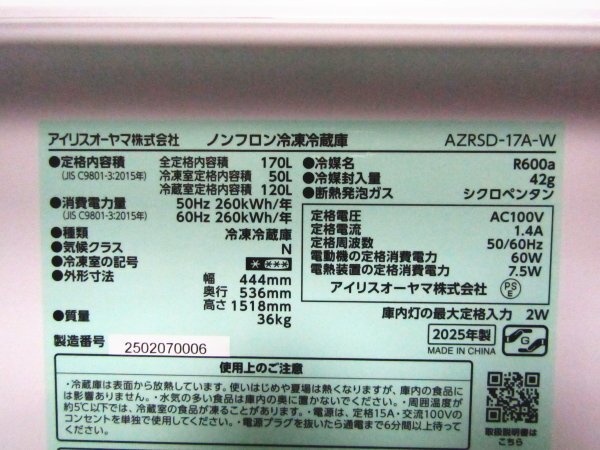 アイリスオーヤマ株式会社 ノンフロン冷凍冷蔵庫 AZRSD-17A-W
●定格内容積 全定格内容積 170L
(JIS C9801-3:2015年) 冷凍室定格内容積 50L
冷蔵室定格内容積 120L
●消費電力量 50Hz 260kWh/年
(JIS C9801-3:2015年) 60Hz 260kWh/年
●種類 冷凍冷蔵庫
●気候クラス N
●冷凍室の記号
●外形寸法 幅 444mm
奥行 536mm
高さ 1518mm
●質量 36kg
製造番号 2502070006
●冷媒名 R600a
●冷媒封入量 42g
●断熱発泡ガス シクロペンタン
定格電圧 AC100V
定格電流 1.4A
定格周波数 50/60Hz
電動機の定格消費電力 60W
電熱装置の定格消費電力 7.5W
アイリスオーヤマ株式会社 PSE
庫内灯の最大定格入力 2W
2025年製
MADE IN CHINA
G
使用上のご注意
・冷蔵庫は表面から放熱しています。使いはじめや夏場は熱くなりますが、庫内の食品に
は影響ありません。・水気の多い食品は庫内の奥に置かないでください。・周囲温度が
約5℃以下では、冷蔵室の食品が凍ることがあります。・電源は、定格15A・交流100Vの
コンセントを単独で使用してください。・電源プラグを抜いたら通電まで6分間以上待って
ください。
取扱説明書は
こちら